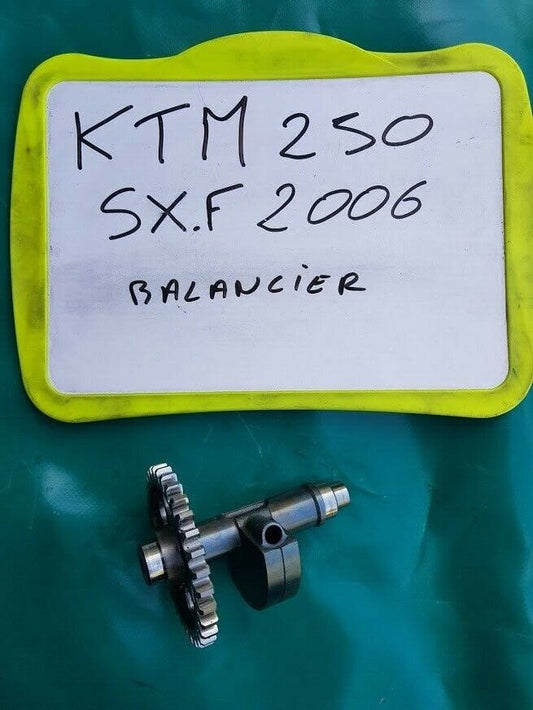 KTM 250
SX.F 2006
BALANCIER